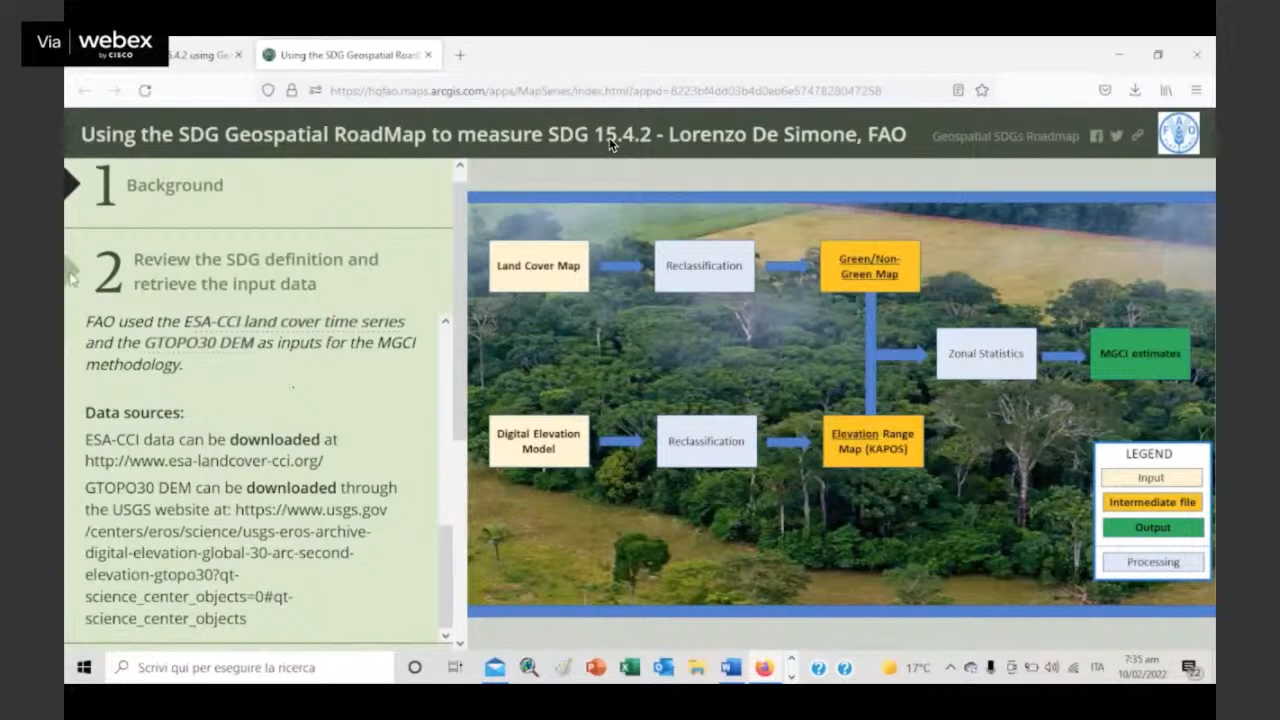 Via webex
by CISCO
5.4.2 using Ge
Using the SDG Geospatial Road
https://hqfao.maps.arcgis.com/apps/MapSeries/index.html?appid=8223bf4dd03b4d0eb6e5747828047258
Using the SDG Geospatial RoadMap to measure SDG 15.4.2 - Lorenzo De Simone, FAO
Geospatial SDGs Roadmap
1 Background
2 Review the SDG definition and
retrieve the input data
FAO used the ESA-CCI land cover time series
and the GTOPO30 DEM as inputs for the MGCI
methodology.
Data sources:
ESA-CCI data can be downloaded at
http://www.esa-landcover-cci.org/
GTOPO30 DEM can be downloaded through
the USGS website at: https://www.usgs.gov
/centers/eros/science/usgs-eros-archive-
digital-elevation-global-30-arc-second-
elevation-gtopo30?qt-
science_center_objects=0#qt-
science_center_objects
Land Cover Map
Reclassification
Green/Non-
Green Map
Zonal Statistics
MGCI estimates
Digital Elevation
Model
Reclassification
Elevation Range
Map (KAPOS)
LEGEND
Input
Intermediate file
Output
Processing
Scrivi qui per eseguire la ricerca
17°C
ITA
7:35 am
10/02/2022
22